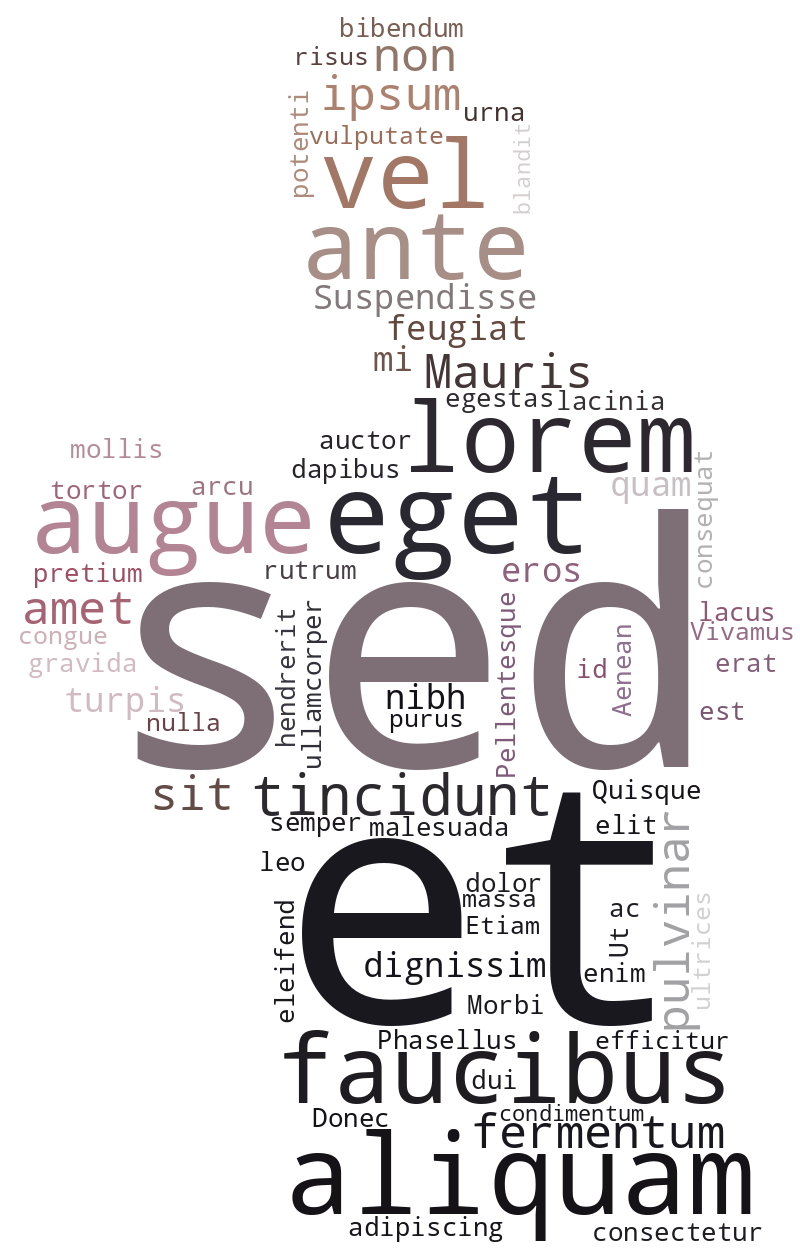 bibendum
risus non
ipsum
urna
potenti
vulputate
blandit
vel
ante
Suspendisse
feugiat
mi Mauris
egestas lacinia
lorem
auctor
mollis
dapibus
consequat
quam
tortor arcu
augue eget
pretium rutrum eros
sed
amet
lacus
congue Vivamus
gravida
hendrerit
ullamcorper
Pellentesque
id
Aenean
erat
turpis nibh
nulla purus est
sit tincidunt
Quisque
semper malesuada elit
et
pulvinar
leo
dolor
massa
ac
ultrices
Etiam
Ut
eleifend
dignissim enim
Morbi
Phasellus efficitur
faucibus
dui
Donec condimentum
fermentum
aliquam
adipiscing consectetur